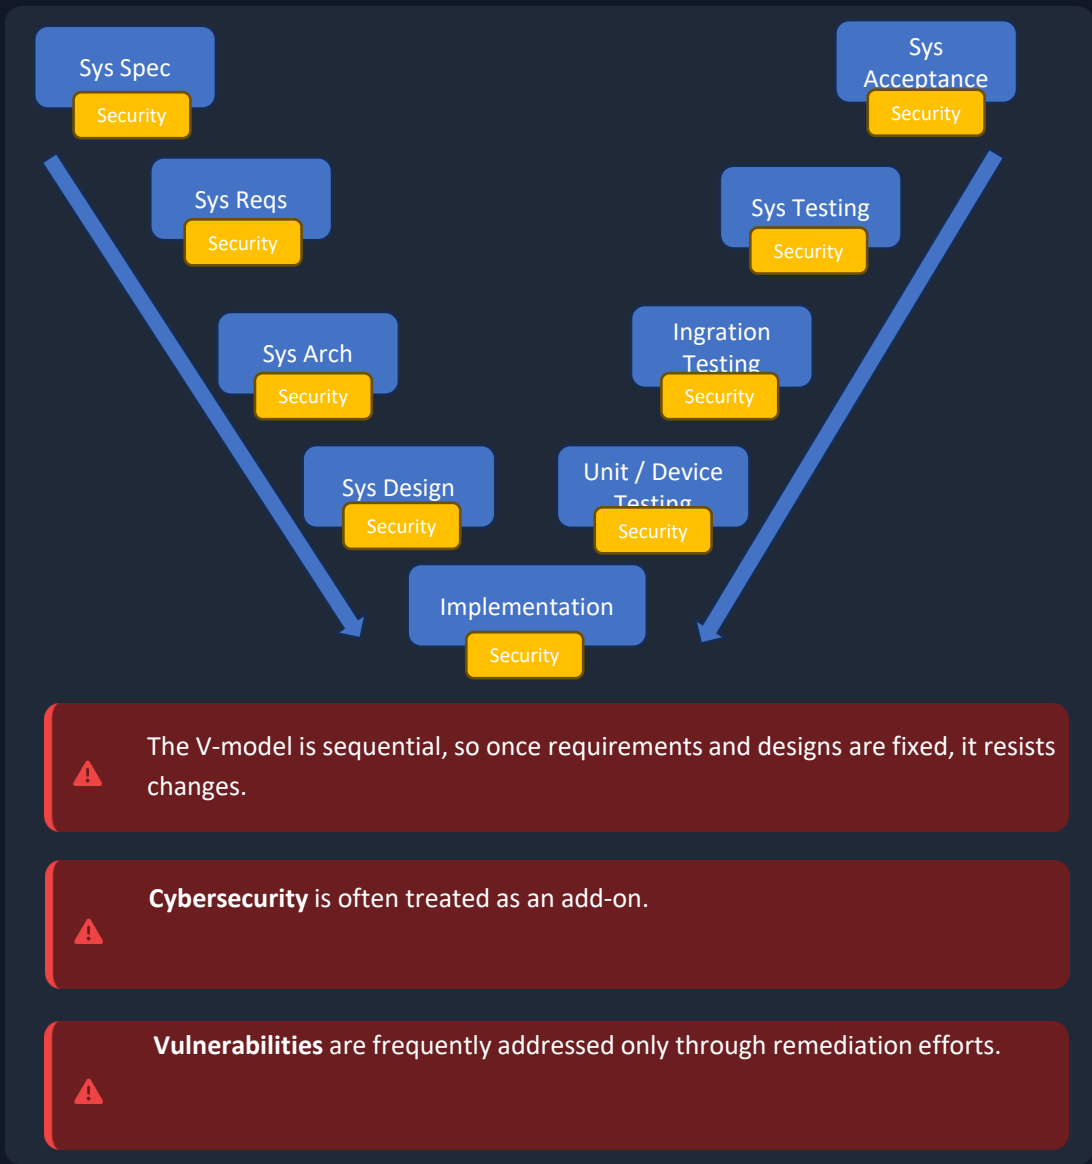 Sys Spec
Security
Sys
Acceptance
Security
Sys Reqs
Security
Sys Testing
Security
Sys Arch
Security
Ingration
Testing
Security
Sys Design
Security
Unit / Device
Testing
Security
Implementation
Security
The V-model is sequential, so once requirements and designs are fixed, it resists
changes.
Cybersecurity is often treated as an add-on.
Vulnerabilities are frequently addressed only through remediation efforts.